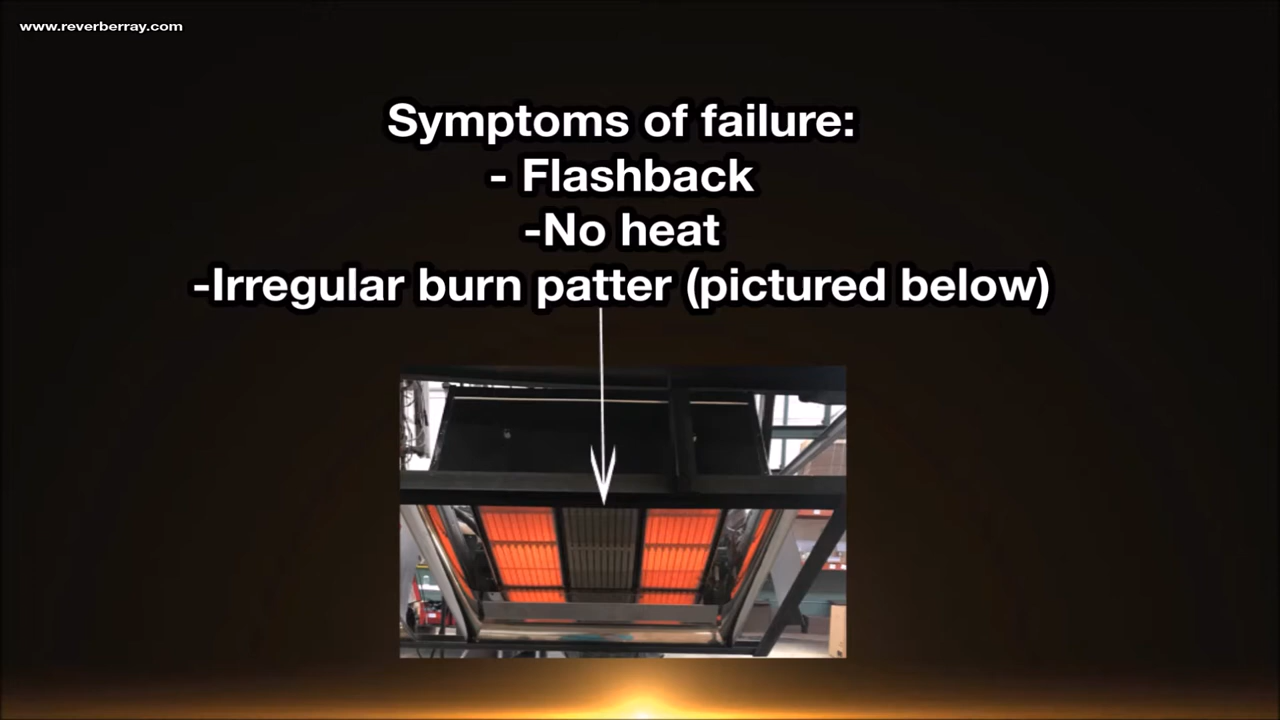 www.reverberray.com
Symptoms of failure:
- Flashback
-No heat
-Irregular burn patter (pictured below)